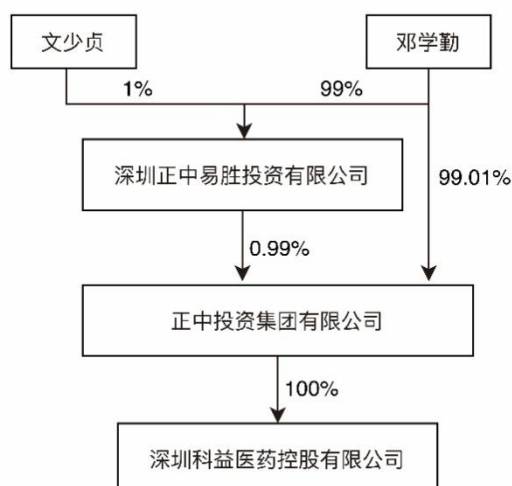 文少贞 邓学勤
1% 99%
深圳正中易胜投资有限公司
99.01%
0.99%
正中投资集团有限公司
100%
深圳科益医药控股有限公司